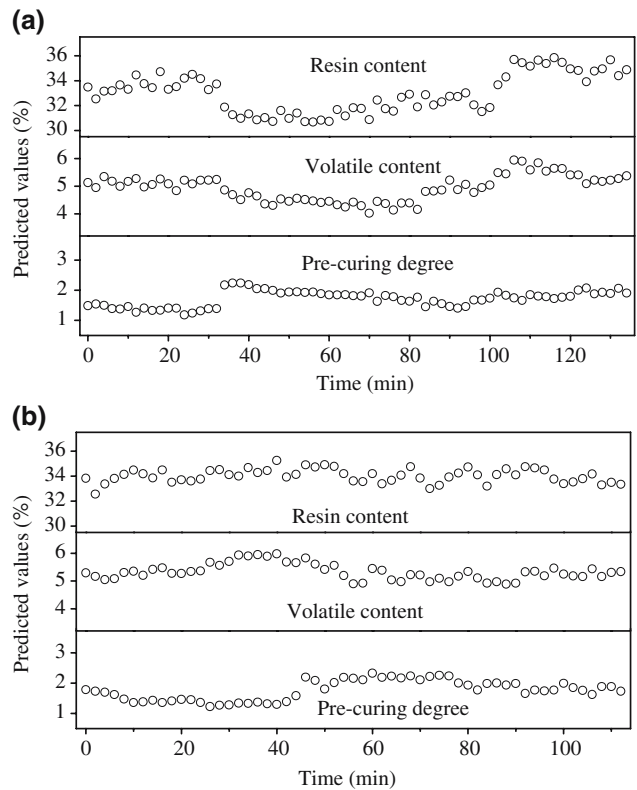 (a)
36
34
32
30
Resin content
6
5
4
Volatile content
3
2
1
Pre-curing degree
Predicted values (%)
0 20 40 60 80 100 120
Time (min)
(b)
36
34
32
30
Resin content
6
5
4
Volatile content
3
2
1
Pre-curing degree
Predicted values (%)
0 20 40 60 80 100
Time (min)